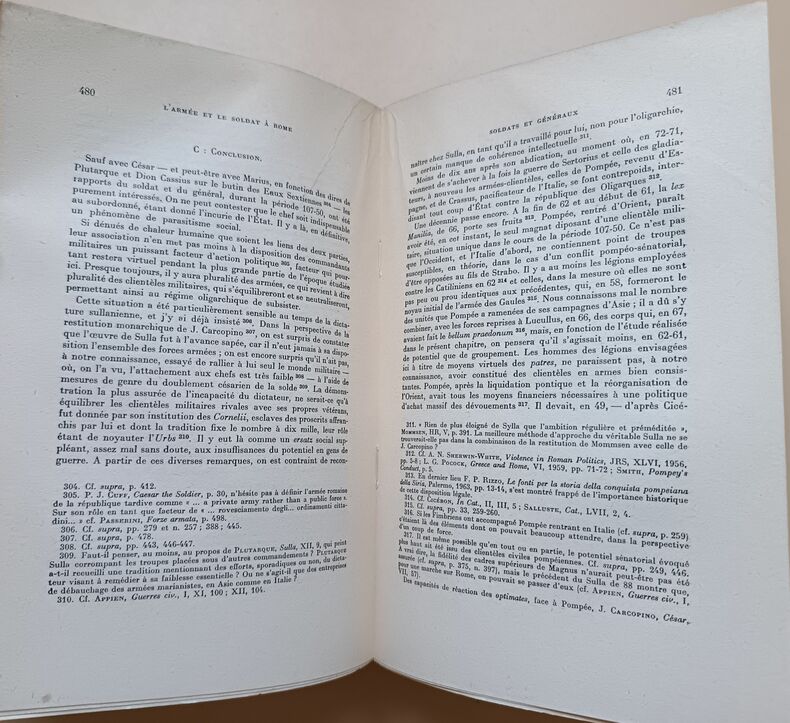 480
L'ARMÉE ET LE SOLDAT À ROME
C : Conclusion.
Sauf avec César — et peut-être avec Marius, en fonction des dires de
Plutarque et Dion Cassius sur le butin des Eaux Sextiennes 304 — les
rapports du soldat et du général, durant la période 107-50, ont été
purement intéressés. On ne peut contester que le chef soit indispensable
au subordonné, étant donné l'incurie de l'État. Il y a là, en définitive,
un phénomène de parasitisme social.
Si dénués de chaleur humaine que soient les liens des deux parties,
leur association n'en met pas moins à la disposition des commandants
militaires un puissant facteur d'action politique 305, facteur qui pour-
tant restera virtuel pendant la plus grande partie de l'époque étudiée
ici. Presque toujours, il y aura pluralité des armées, ce qui revient à dire
pluralité des clientèles militaires, qui s'équilibreront et se neutraliseront,
permettant ainsi au régime oligarchique de subsister.
Cette situation a été particulièrement sensible au temps de la dicta-
ture sullanienne, et j'y ai déjà insisté 306. Dans la perspective de la
restitution monarchique de J. Carcopino 307, on est surpris de constater
que l'œuvre de Sulla fut à l'avance sapée, car il n'eut jamais à sa dispo-
sition l'ensemble des forces armées ; on est encore surpris qu'il n'ait pas,
à notre connaissance, essayé de rallier à lui seul le monde militaire —
où, on l'a vu, l'attachement aux chefs est très faible 308 — à l'aide de
mesures de genre du doublement césarien de la solde 309. La démons-
tration la plus assurée de l'incapacité du dictateur, ne serait-ce qu'à
équilibrer les clientèles militaires rivales avec ses propres vétérans,
fut donnée par son institution des Cornelii, esclaves des proscrits affran-
chis par lui et dont la tradition fixe le nombre à dix mille, leur rôle
étant de noyauter l'Urbs 310. Il y eut là comme un ersatz social sup-
pléant, assez mal sans doute, aux insuffisances du potentiel en gens de
guerre. A partir de ces diverses remarques, on est contraint de recon-
304. Cf. supra, p. 412.
305. P. J. Cuff, Caesar the Soldier, p. 30, n'hésite pas à définir l'armée romaine
de la république tardive comme « ... a private army rather than a public force ».
Sur son rôle en tant que facteur de « ... rovesciamento degli... ordinamenti citta-
dini... » cf. Passerini, Forze armata, p. 498.
306. Cf. supra, pp. 279 et n. 257 ; 388 ; 445.
307. Cf. supra, p. 478.
308. Cf. supra, pp. 443, 446-447.
309. Faut-il penser, au moins, au propos de Plutarque, Sulla, XII, 9, qui peint
Sulla corrompant les troupes placées sous d'autres commandements ? Plutarque
a-t-il recueilli une tradition mentionnant des efforts, sporadiques ou non, du dicta-
teur visant à remédier à sa faiblesse essentielle ? Ou ne s'agit-il que des entreprises
de débauchage des armées marianistes, en Asie comme en Italie ?
310. Cf. Appien, Guerres civ., I, XI, 100 ; XII, 104.
481
SOLDATS ET GÉNÉRAUX
naître chez Sulla, en tant qu'il a travaillé pour lui, non pour l'oligarchie,
un certain manque de cohérence intellectuelle 311.
Moins de dix ans après son abdication, au moment où, en 72-71,
viennent de s'achever à la fois la guerre de Sertorius et celle des gladia-
teurs, à nouveau les armées-clientèles, celles de Pompée, revenu d'Es-
pagne, et de Crassus, pacificateur de l'Italie, se font contrepoids, inter-
disant tout coup d'État contre la république des Oligarques 312.
Une décennie passe encore. A la fin de 62 et au début de 61, la lex
Manilia, de 66, porte ses fruits 313. Pompée, rentré d'Orient, paraît
avoir été, en cet instant, le seul magnat disposant d'une clientèle mili-
taire, situation unique dans le cours de la période 107-50. Ce n'est pas
que l'Occident, et l'Italie d'abord, ne contiennent point de troupes
susceptibles, en théorie, dans le cas d'un conflit pompéo-sénatorial,
d'être opposées au fils de Strabo. Il y a au moins les légions employées
contre les Catiliniens en 62 314 et celles, dans la mesure où elles ne sont
pas peu ou prou identiques aux précédentes, qui, en 58, formeront le
noyau initial de l'armée des Gaules 315. Nous connaissons mal le nombre
des unités que Pompée a ramenées de ses campagnes d'Asie ; il a dû s'y
combiner, avec les forces reprises à Lucullus, en 66, des corps qui, en 67,
avaient fait le bellum praedonum 316, mais, en fonction de l'étude réalisée
dans le présent chapitre, on pensera qu'il s'agissait moins, en 62-61,
de potentiel que de groupement. Les hommes des légions envisagées
ici à titre de moyens virtuels des patres, ne paraissent pas, à notre
connaissance, avoir constitué des clientèles en armes bien consis-
tantes. Pompée, après la liquidation pontique et la réorganisation de
l'Orient, avait tous les moyens financiers nécessaires à une politique
d'achat massif des dévouements 317. Il devait, en 49, — d'après Cicé-
311. « Rien de plus éloigné de Sylla que l'ambition régulière et préméditée »,
Mommsen, HR, V, p. 391. La meilleure méthode d'approche du véritable Sulla ne se
trouverait-elle pas dans la combinaison de la restitution de Mommsen avec celle de
J. Carcopino ?
312. Cf. A. N. Sherwin-White, Violence in Roman Politics, JRS, XLVI, 1956,
pp. 5-8 ; L. G. Pocock, Greece and Rome, VI, 1959, pp. 71-72 ; Smith, Pompey's
Conduct, p. 5.
313. En dernier lieu F. P. Rizzo, Le fonti per la storia della conquista pompeiana
della Siria, Palermo, 1963, pp. 13-14, s'est montré frappé de l'importance historique
de cette disposition légale.
314. Cf. Cicéron, In Cat., II, III, 5 ; Salluste, Cat., LVII, 2, 4.
315. Cf. supra, pp. 33, 259-260.
316. Si les Fimbriens ont accompagné Pompée rentrant en Italie (cf. supra, p. 259)
c'étaient là des éléments dont on pouvait beaucoup attendre, dans la perspective
d'un coup de force.
317. Il est même possible qu'en tout ou en partie, le potentiel sénatorial évoqué
plus haut ait été issu des clientèles civiles pompéiennes. Cf. supra, pp. 249, 446.
A vrai dire, la fidélité des cadres supérieurs de Magnus n'aurait peut-être pas été
assurée (cf. supra, p. 375, n. 397), mais le précédent du Sulla de 88 montre que,
pour une marche sur Rome, on pouvait se passer d'eux (cf. Appien, Guerres civ., I,
VII, 57).
Des capacités de réaction des optimates, face à Pompée, J. Carcopino, César,